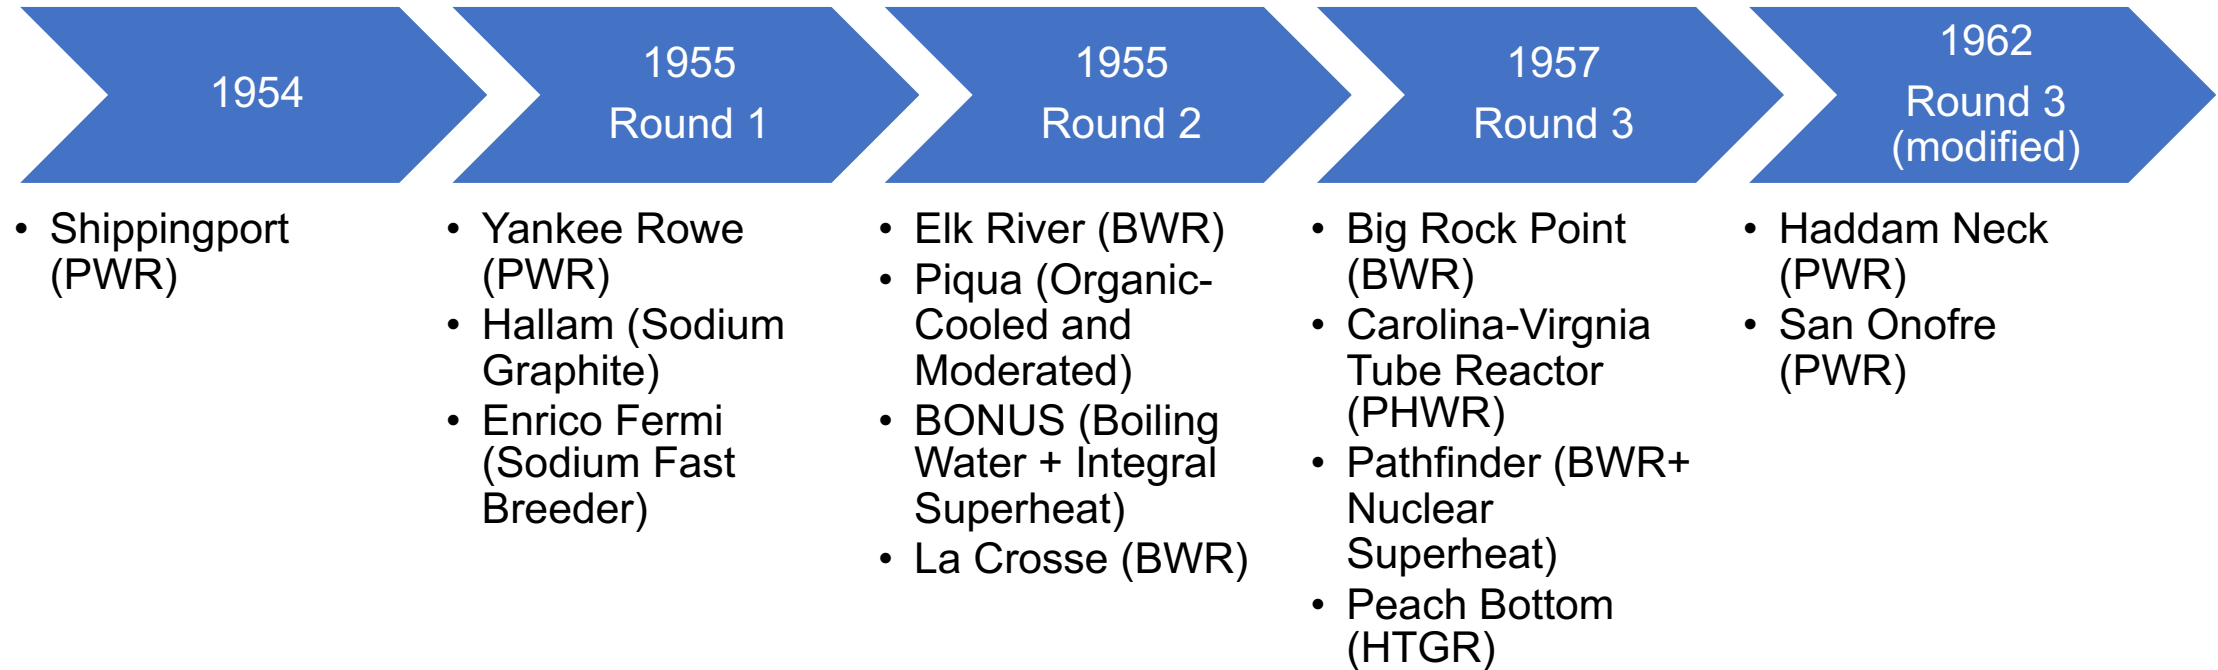 1954
1955
Round 1
1955
Round 2
1957
Round 3
1962
Round 3
(modified)
• Shippingport
(PWR)
• Yankee Rowe
(PWR)
• Hallam (Sodium
Graphite)
• Enrico Fermi
(Sodium Fast
Breeder)
• Elk River (BWR)
• Piqua (Organic-
Cooled and
Moderated)
• BONUS (Boiling
Water + Integral
Superheat)
• La Crosse (BWR)
• Big Rock Point
(BWR)
• Carolina-Virgnia
Tube Reactor
(PHWR)
• Pathfinder (BWR+
Nuclear
Superheat)
• Peach Bottom
(HTGR)
• Haddam Neck
(PWR)
• San Onofre
(PWR)